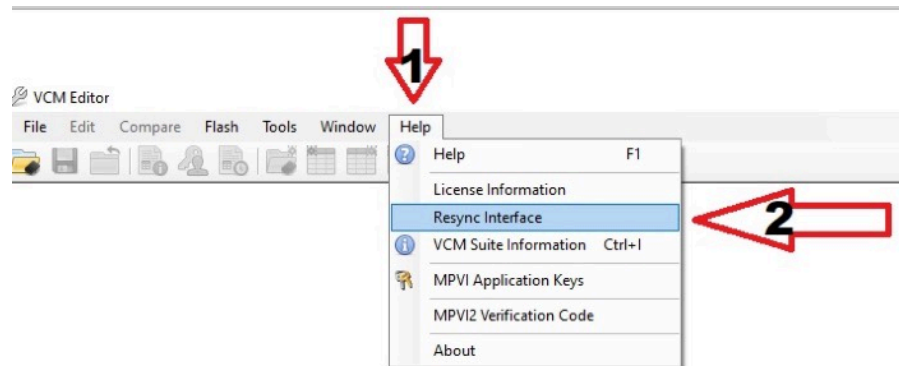 1
VCM Editor
File Edit Compare Flash Tools Window Help
Help F1
License Information
Resync Interface
2
VCM Suite Information Ctrl+I
MPVI Application Keys
MPVI2 Verification Code
About